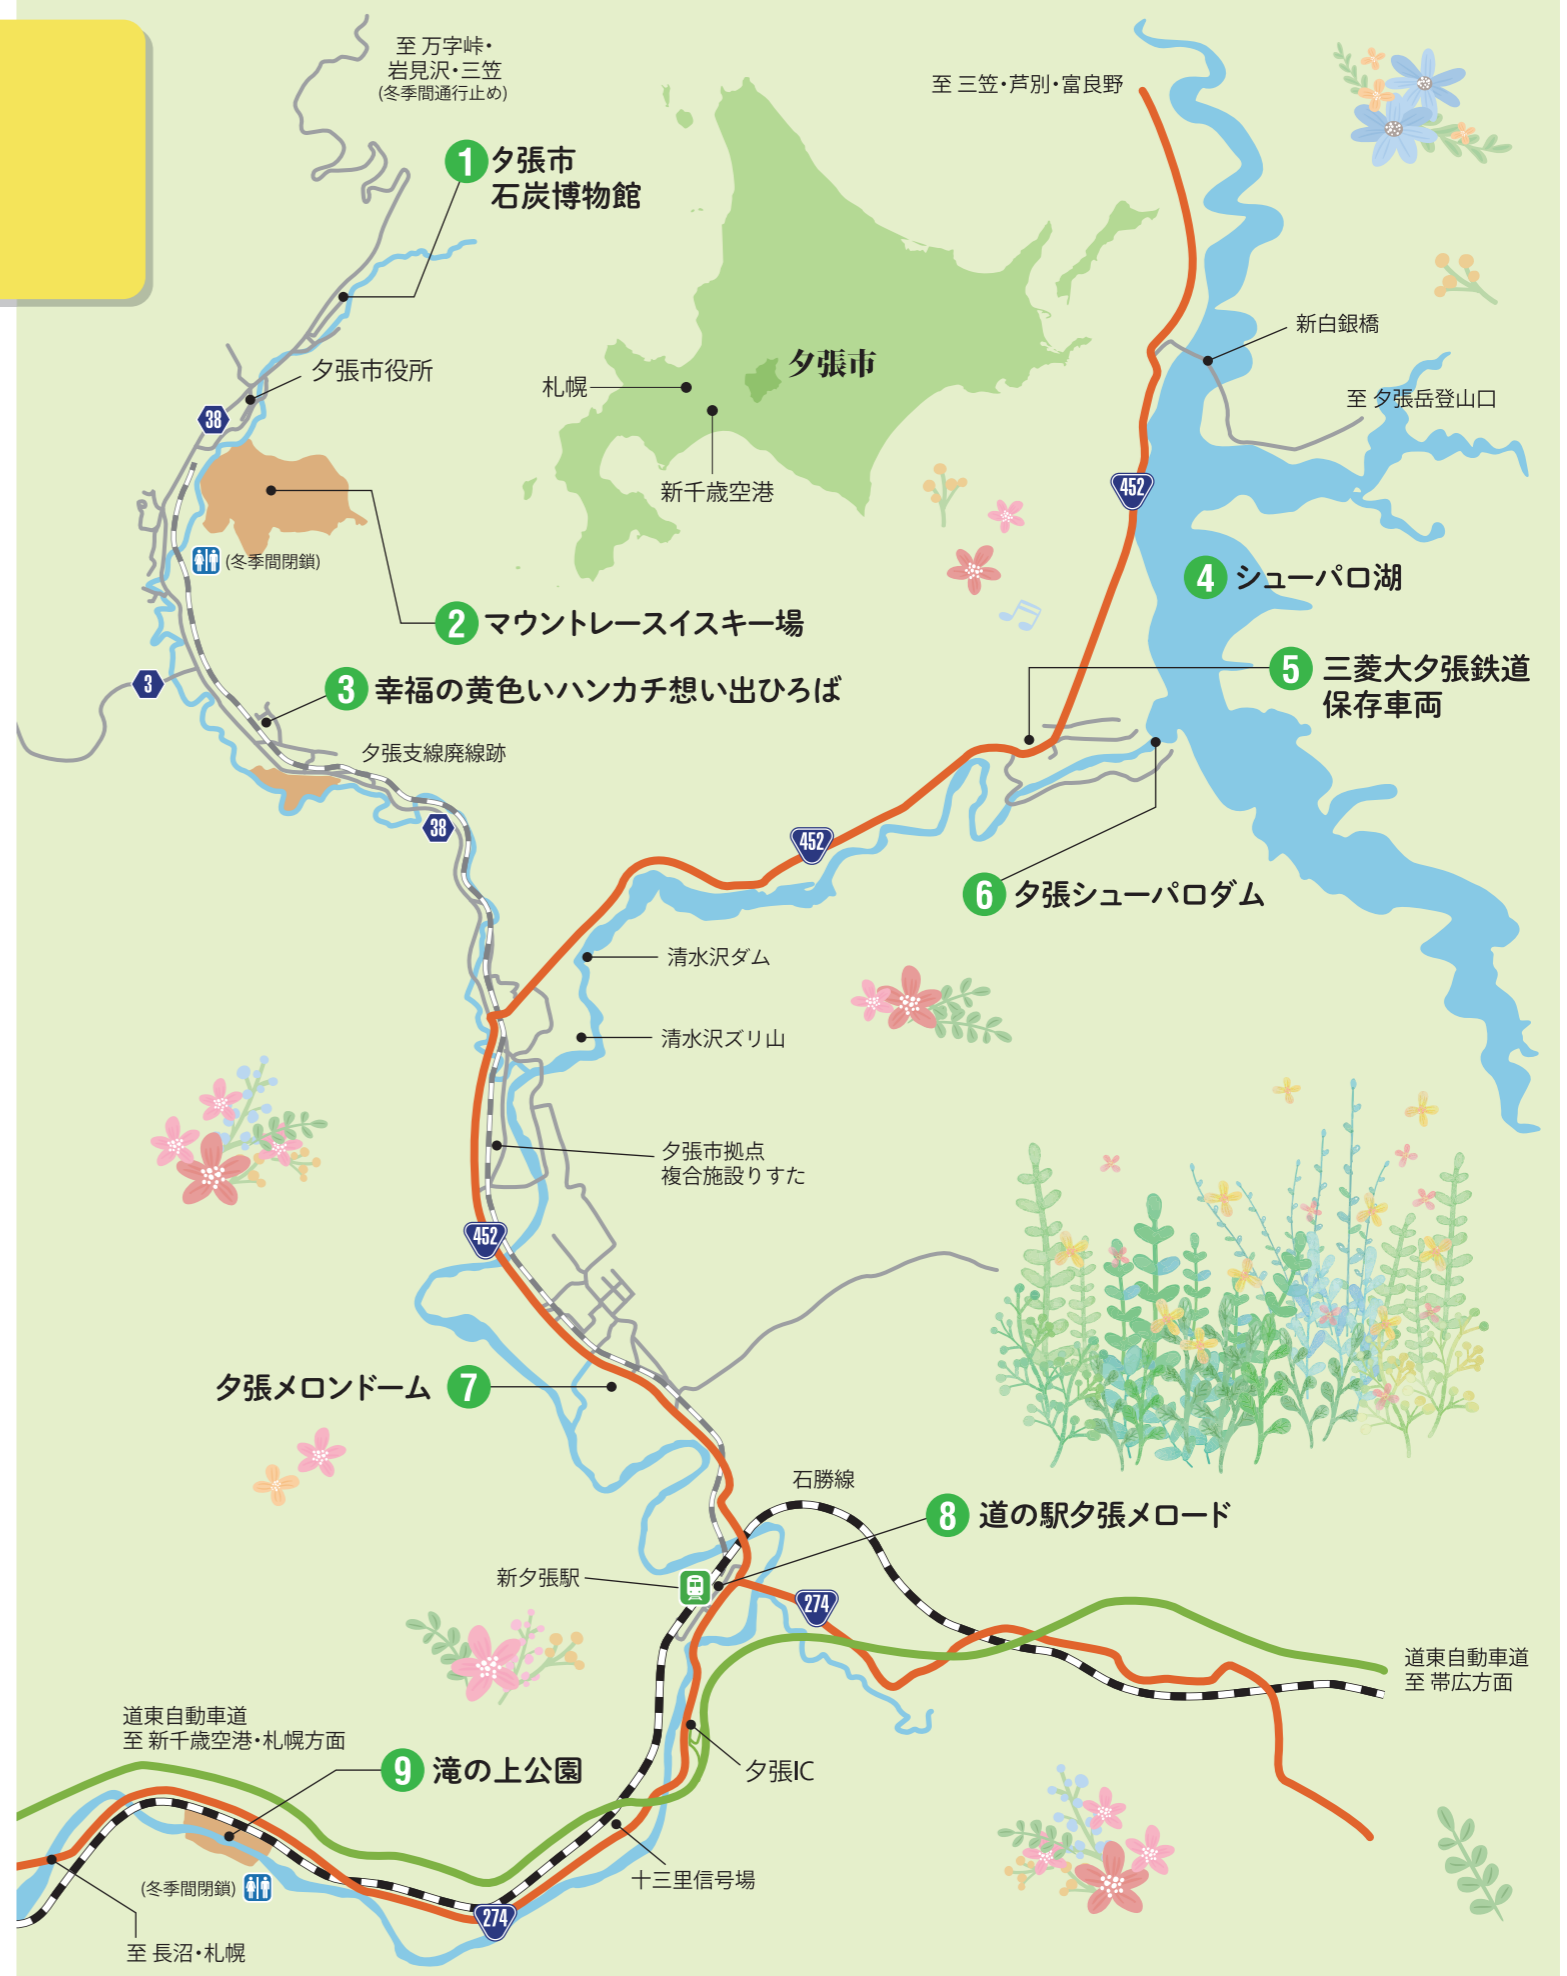 至 万字峠・
岩見沢・三笠
(冬季間通行止め)
至 三笠・芦別・富良野
1 夕張市
石炭博物館
新白銀橋
夕張市役所
夕張市
札幌
至 夕張岳登山口
38
新千歳空港
452
(冬季間閉鎖)
4 シューパロ湖
2 マウントレースイスキー場
3
3 幸福の黄色いハンカチ想い出ひろば
5 三菱大夕張鉄道
保存車両
夕張支線廃線跡
38
452
6 夕張シューパロダム
清水沢ダム
清水沢ズリ山
夕張市拠点
複合施設りすた
452
夕張メロンドーム 7
石勝線
8 道の駅夕張メロード
新夕張駅
274
道東自動車道
至 帯広方面
道東自動車道
至 新千歳空港・札幌方面
9 滝の上公園
夕張IC
(冬季間閉鎖)
十三里信号場
274
至 長沼・札幌